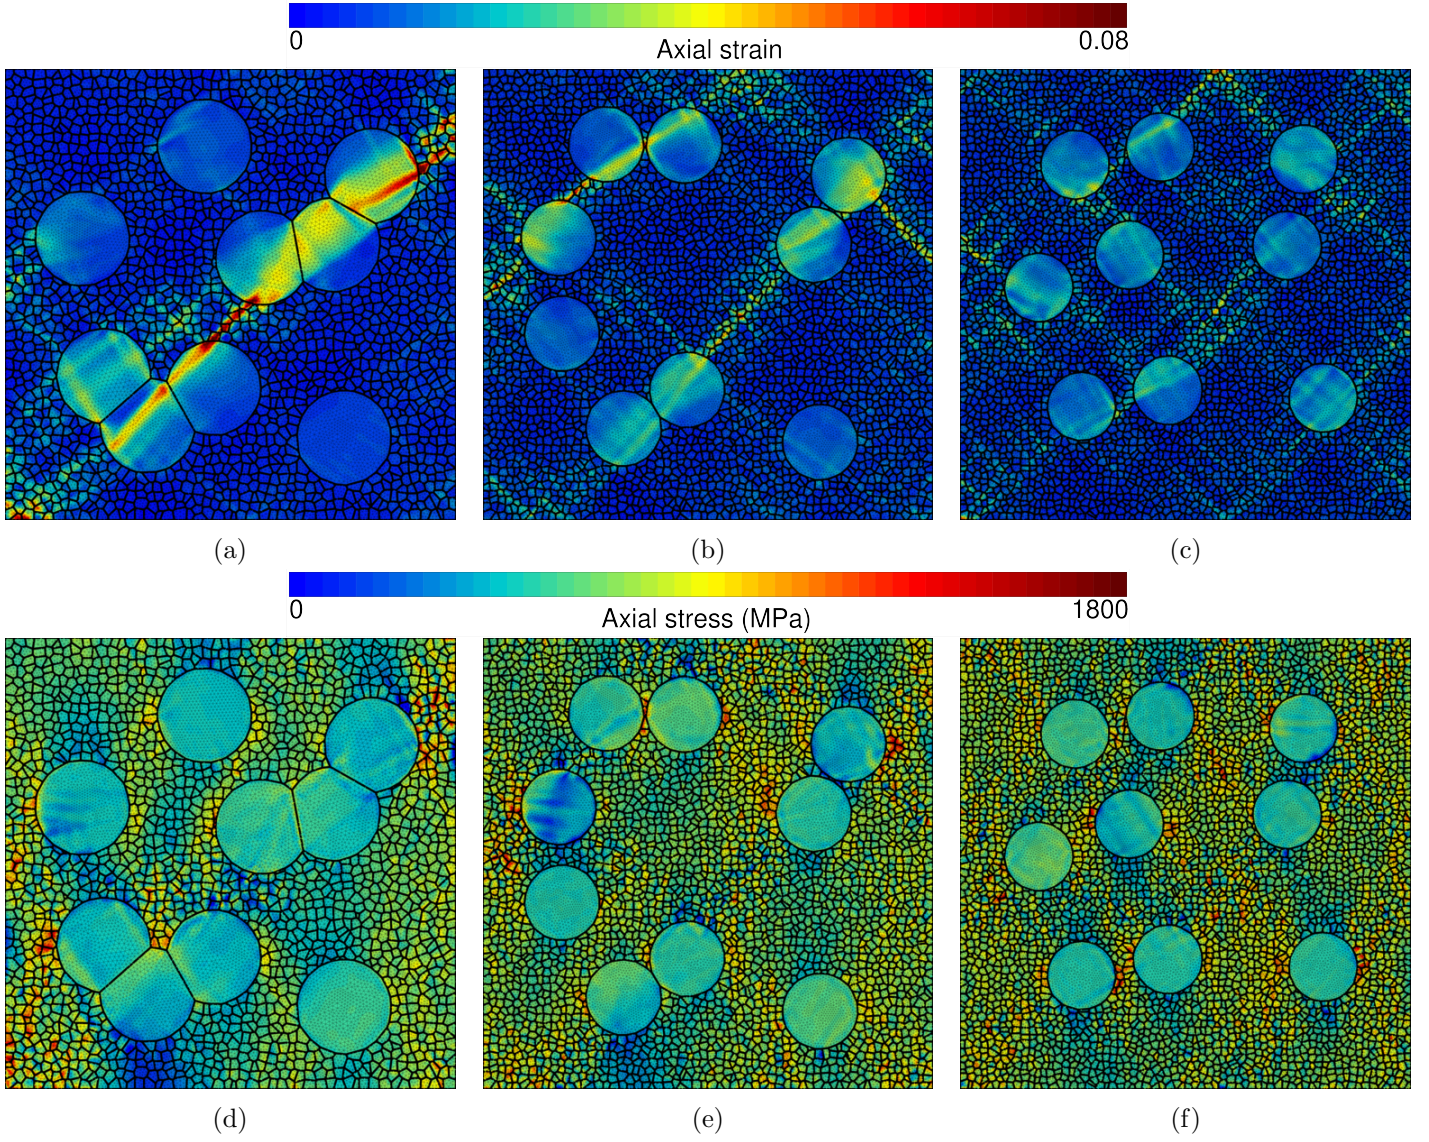 0 0.08
Axial strain
(a) (b) (c)
0 1800
Axial stress (MPa)
(d) (e) (f)